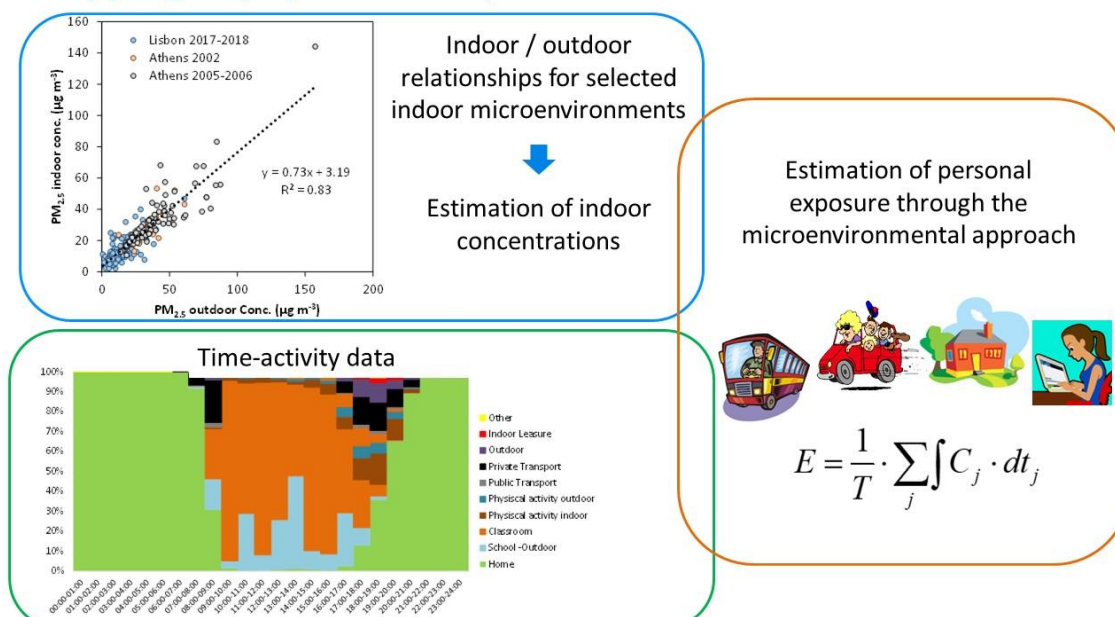 160
140
120
100
80
60
40
20
0
PM2.5 indoor conc. (µg m-3)
Lisbon 2017-2018
Athens 2002
Athens 2005-2006
y = 0.73x + 3.19
R² = 0.83
0 50 100 150 200
PM2.5 outdoor Conc. (µg m-3)
Indoor / outdoor
relationships for selected
indoor microenvironments
Estimation of indoor
concentrations
Estimation of personal
exposure through the
microenvironmental approach
E = 1/T · ∑j ∫ Cj · dtj
Time-activity data
100%
90%
80%
70%
60%
50%
40%
30%
20%
10%
0%
Other
Indoor Leasure
Outdoor
Private Transport
Public Transport
Physcical activity outdoor
Physcical activity indoor
Classroom
School -Outdoor
Home
00:00-01:00
01:00-02:00
02:00-03:00
03:00-04:00
04:00-05:00
05:00-06:00
06:00-07:00
07:00-08:00
08:00-09:00
09:00-10:00
10:00-11:00
11:00-12:00
12:00-13:00
13:00-14:00
14:00-15:00
15:00-16:00
16:00-17:00
17:00-18:00
18:00-19:00
19:00-20:00
20:00-21:00
21:00-22:00
22:00-23:00
23:00-24:00